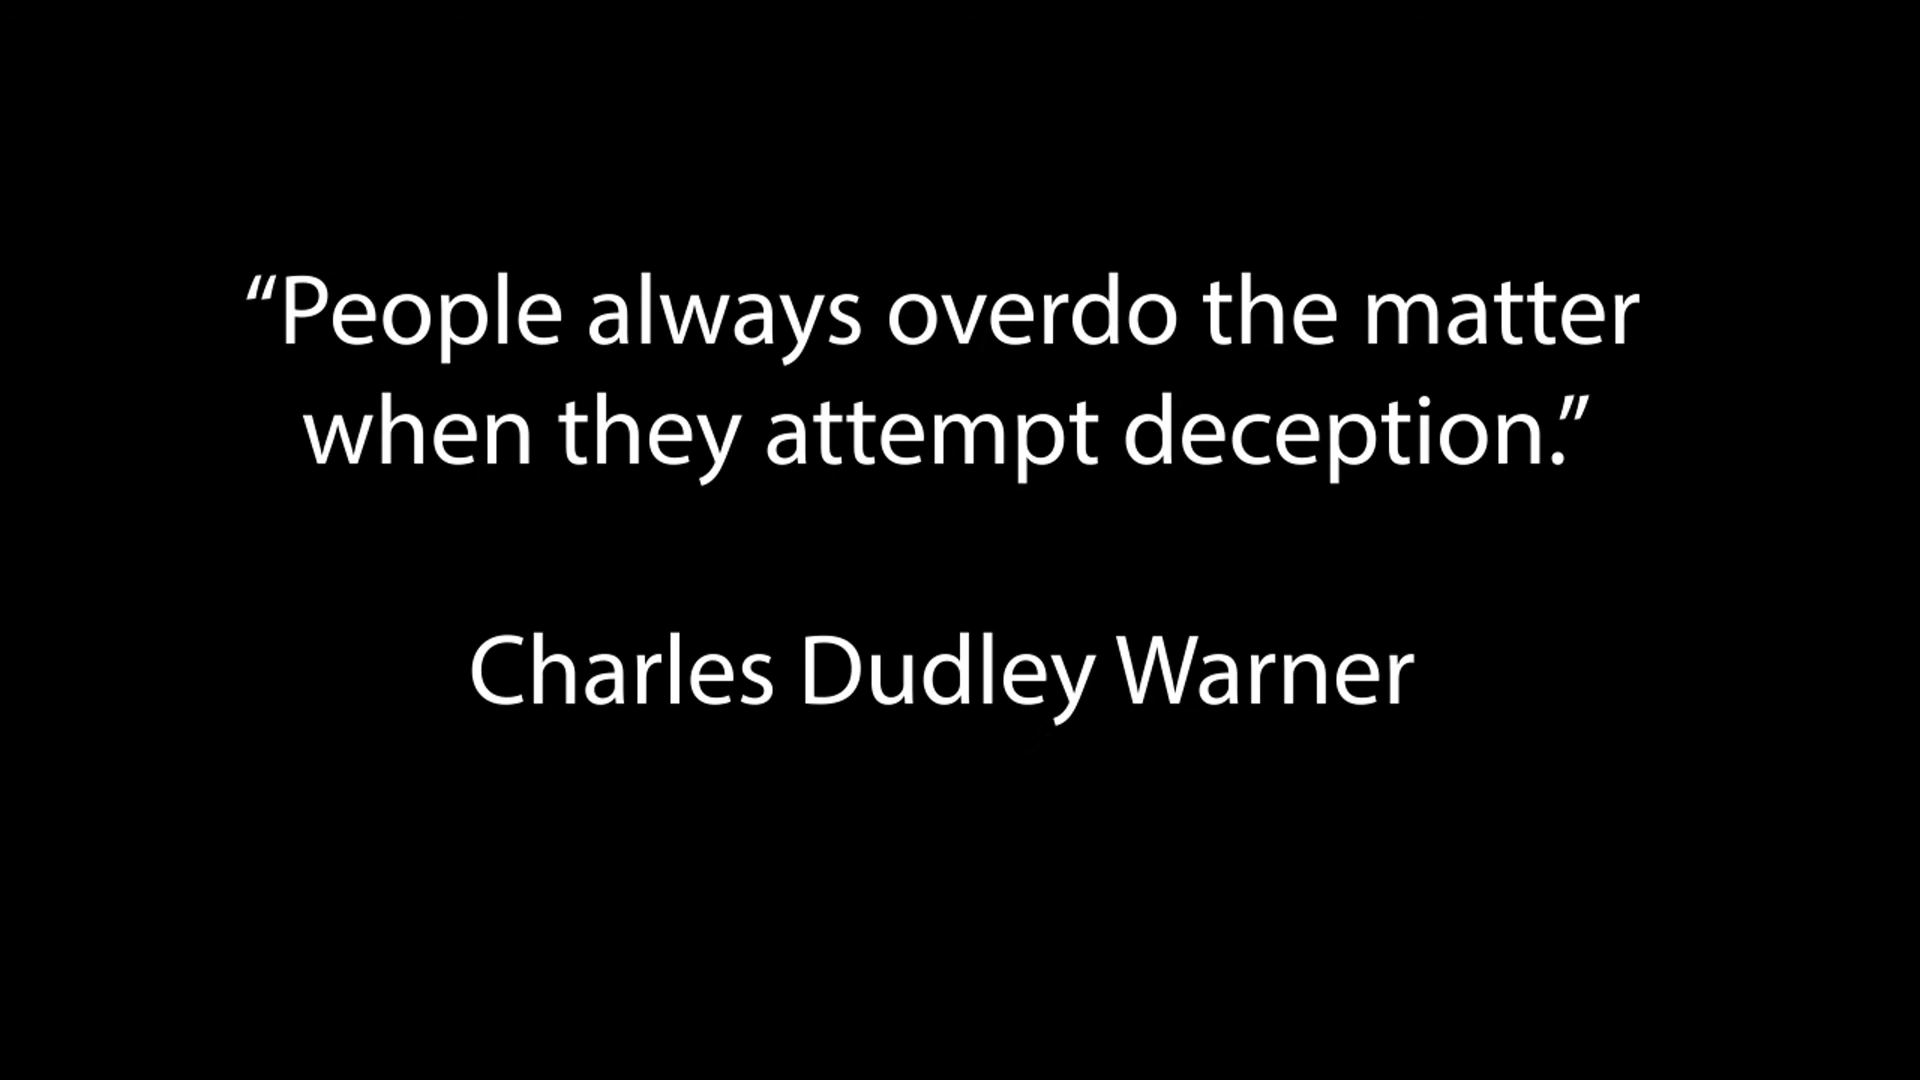 “People always overdo the matter
when they attempt deception.”
Charles Dudley Warner